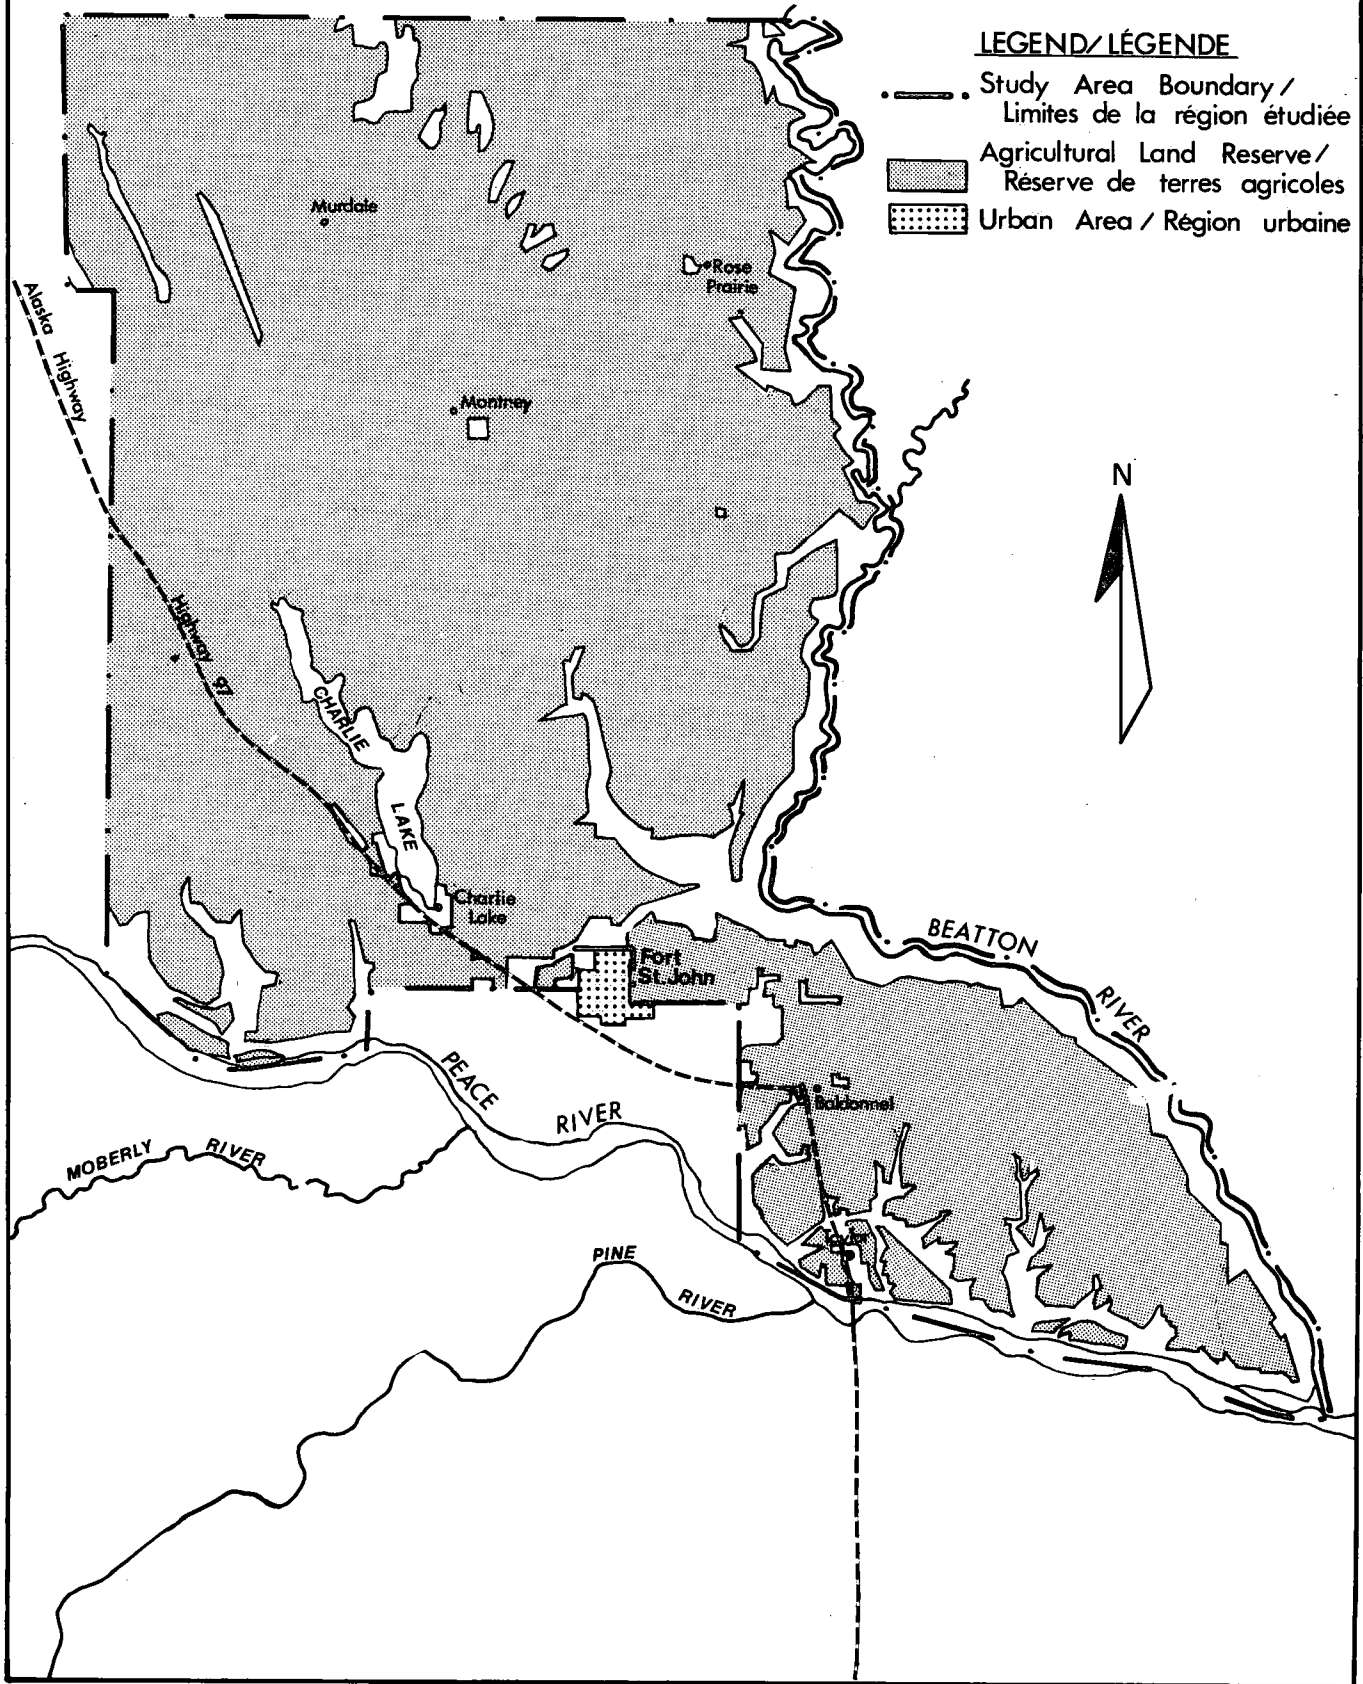 LEGEND/LÉGENDE
Study Area Boundary/
Limites de la région étudiée
Agricultural Land Reserve/
Réserve de terres agricoles
Urban Area / Région urbaine
Murdale
Rose
Prairie
Alaska Highway
Montney
N
Highway 97
CHARLIE
LAKE
Charlie
Lake
BEATTON
RIVER
Fort
St. John
PEACE
RIVER
Baldonnel
MOBERLY RIVER
Taylor
PINE
RIVER